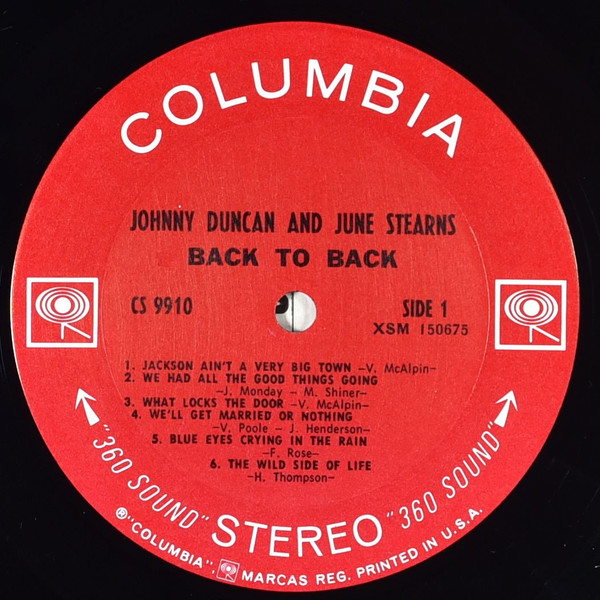 COLUMBIA
JOHNNY DUNCAN AND JUNE STEARNS
BACK TO BACK
CS 9910
SIDE 1
XSM 150675
1. JACKSON AIN'T A VERY BIG TOWN –V. McAlpin–
2. WE HAD ALL THE GOOD THINGS GOING
–J. Monday – M. Shiner–
3. WHAT LOCKS THE DOOR –V. McAlpin–
4. WE'LL GET MARRIED OR NOTHING
–V. Poole – J. Henderson–
5. BLUE EYES CRYING IN THE RAIN
–F. Rose–
6. THE WILD SIDE OF LIFE
–H. Thompson–
"360 SOUND" STEREO "360 SOUND"
®"COLUMBIA", MARCAS REG. PRINTED IN U.S.A.